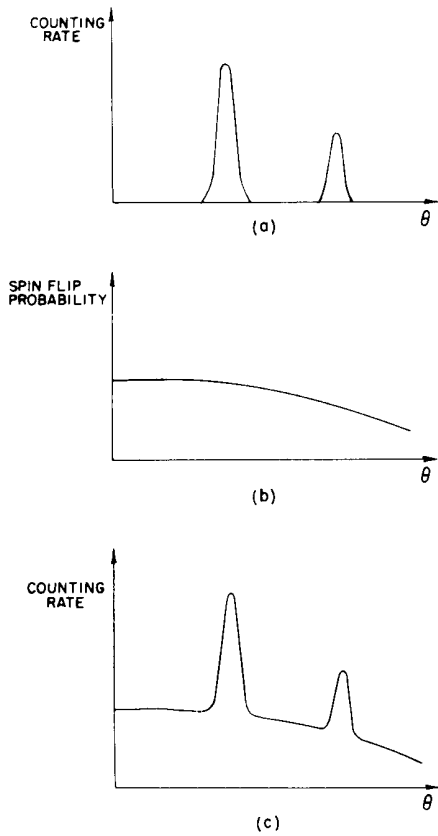 COUNTING
RATE
θ
(a)
SPIN FLIP
PROBABILITY
θ
(b)
COUNTING
RATE
θ
(c)